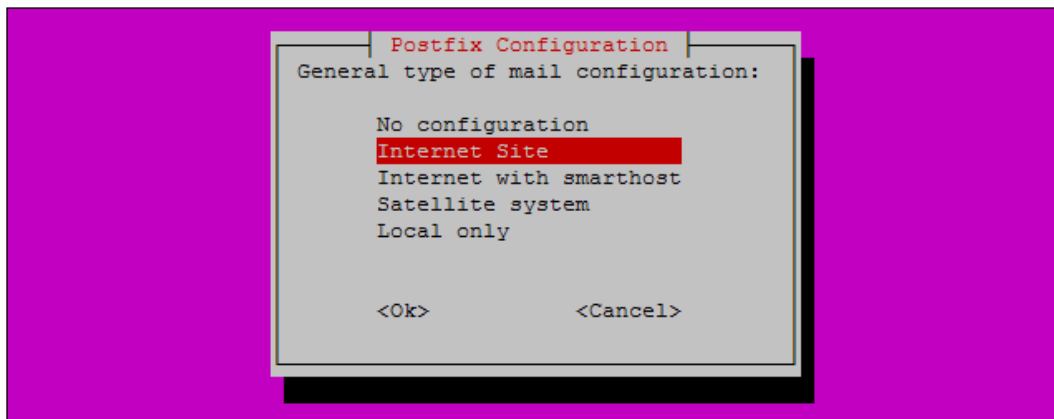 Postfix Configuration
General type of mail configuration:
No configuration
Internet Site
Internet with smarthost
Satellite system
Local only
<Ok> <Cancel>